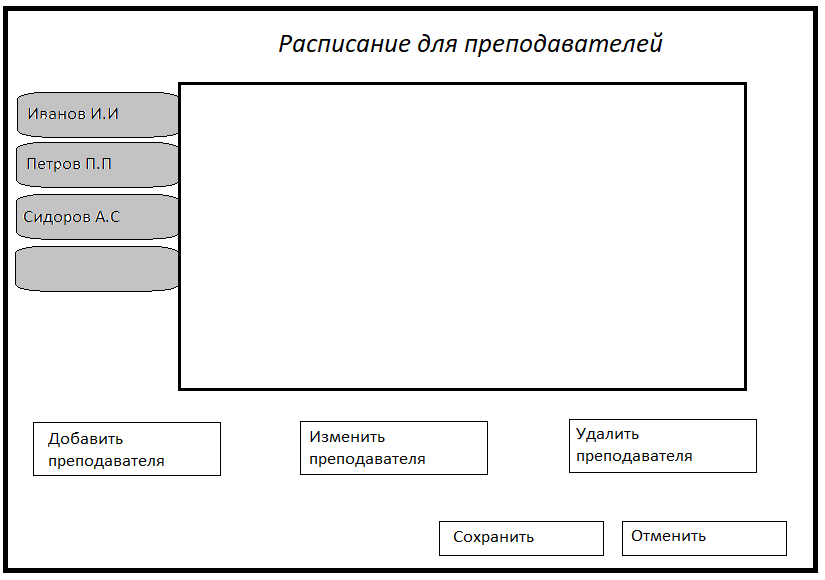 Расписание для преподавателей
Иванов И.И
Петров П.П
Сидоров А.С
Добавить
преподавателя
Изменить
преподавателя
Удалить
преподавателя
Сохранить
Отменить